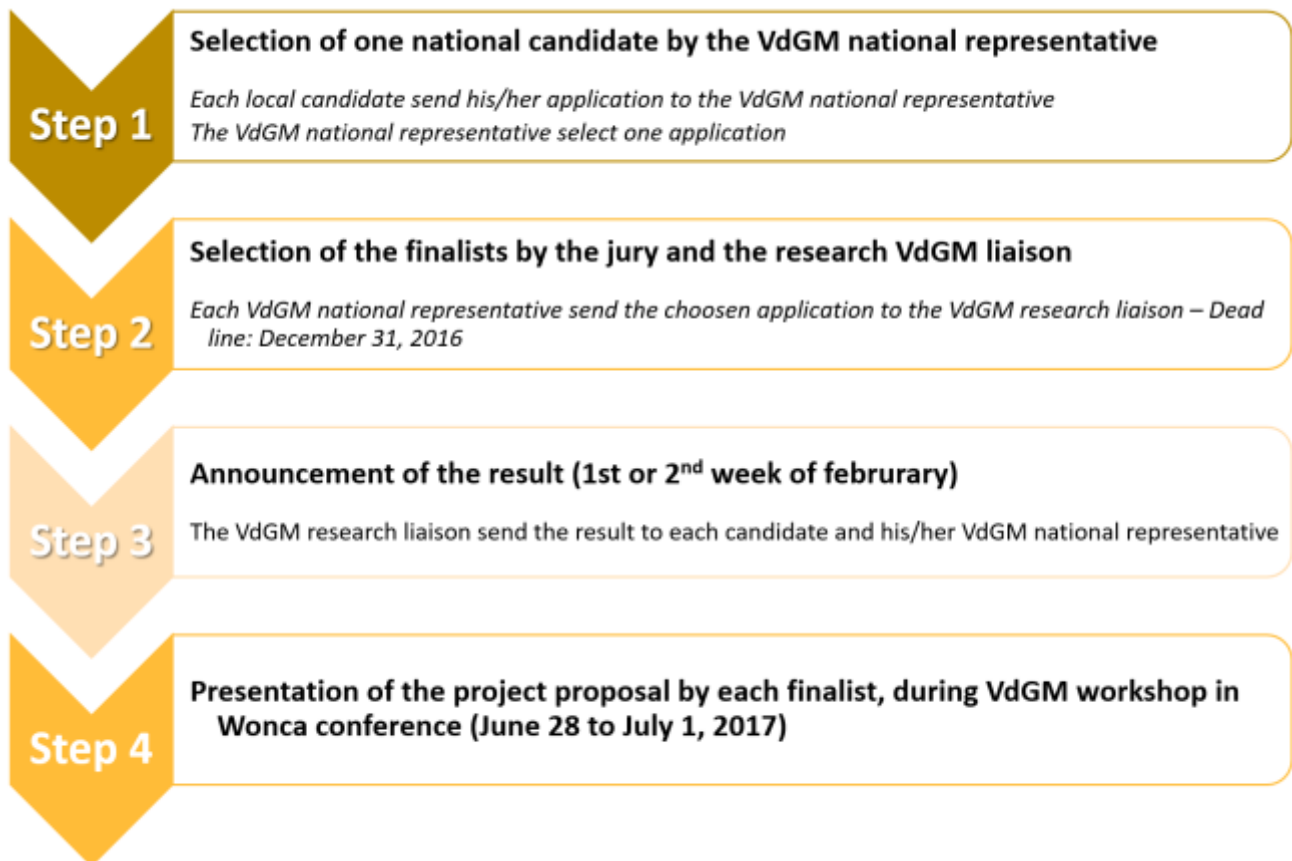 Step 1
Selection of one national candidate by the VdGM national representative
Each local candidate send his/her application to the VdGM national representative
The VdGM national representative select one application
Step 2
Selection of the finalists by the jury and the research VdGM liaison
Each VdGM national representative send the choosen application to the VdGM research liaison – Dead
line: December 31, 2016
Step 3
Announcement of the result (1st or 2nd week of februrary)
The VdGM research liaison send the result to each candidate and his/her VdGM national representative
Step 4
Presentation of the project proposal by each finalist, during VdGM workshop in
Wonca conference (June 28 to July 1, 2017)